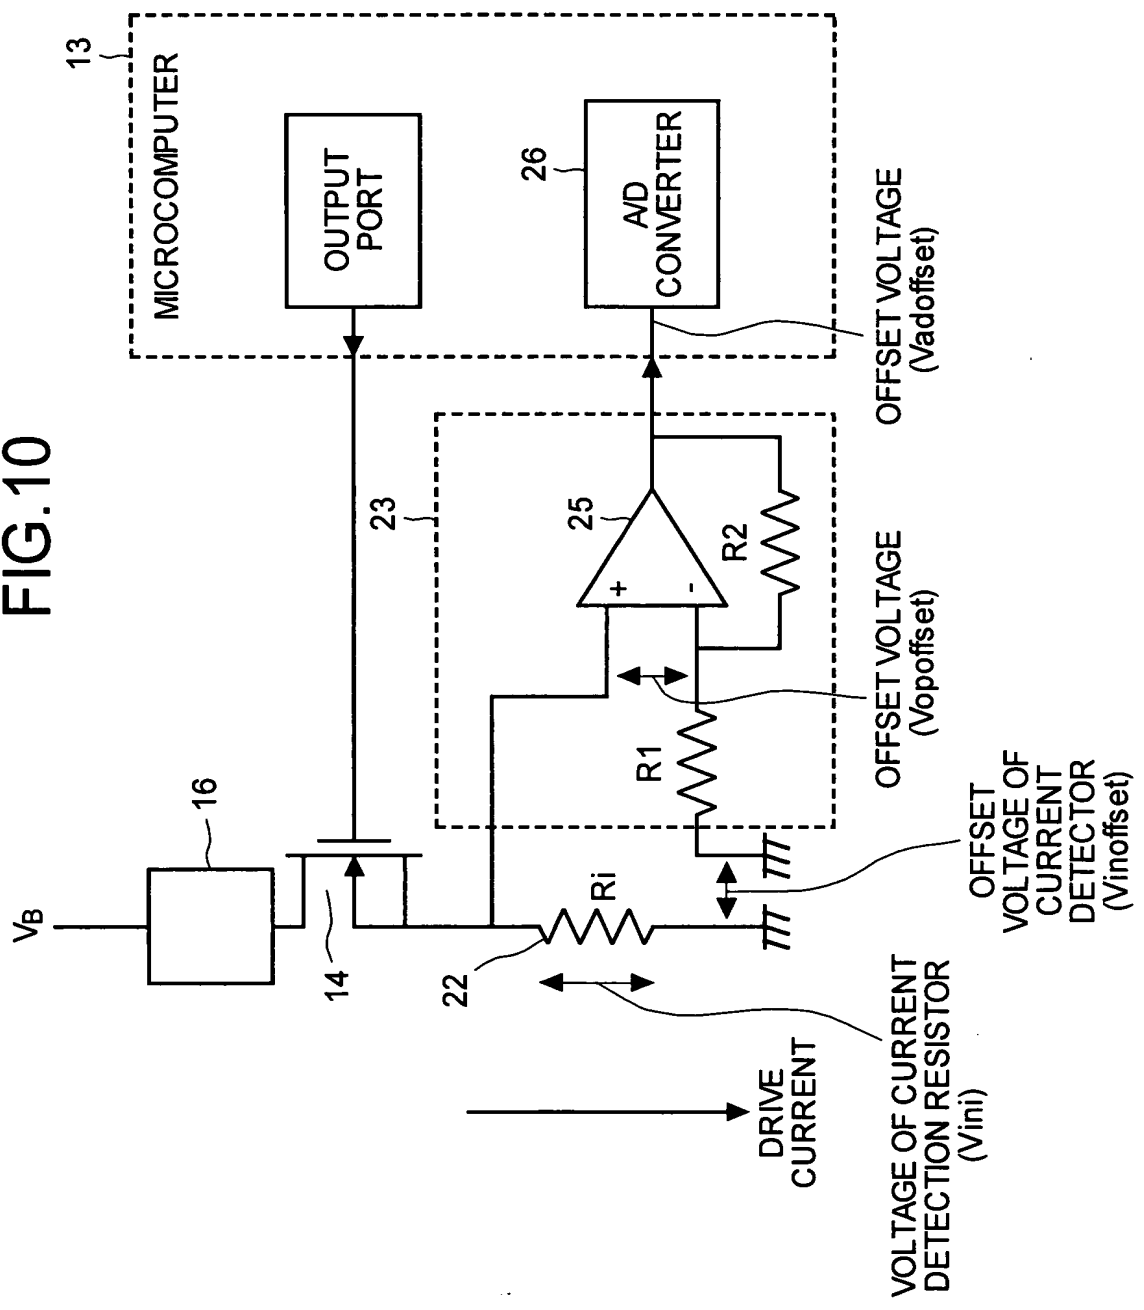 FIG.10
13
MICROCOMPUTER
OUTPUT
PORT
26
A/D
CONVERTER
OFFSET VOLTAGE
(Vadoffset)
23
25
+
-
R2
R1
OFFSET VOLTAGE
(Vopoffset)
VB
16
14
22
Ri
OFFSET
VOLTAGE OF
CURRENT
DETECTOR
(Vinoffset)
DRIVE
CURRENT
VOLTAGE OF CURRENT
DETECTION RESISTOR
(Vini)